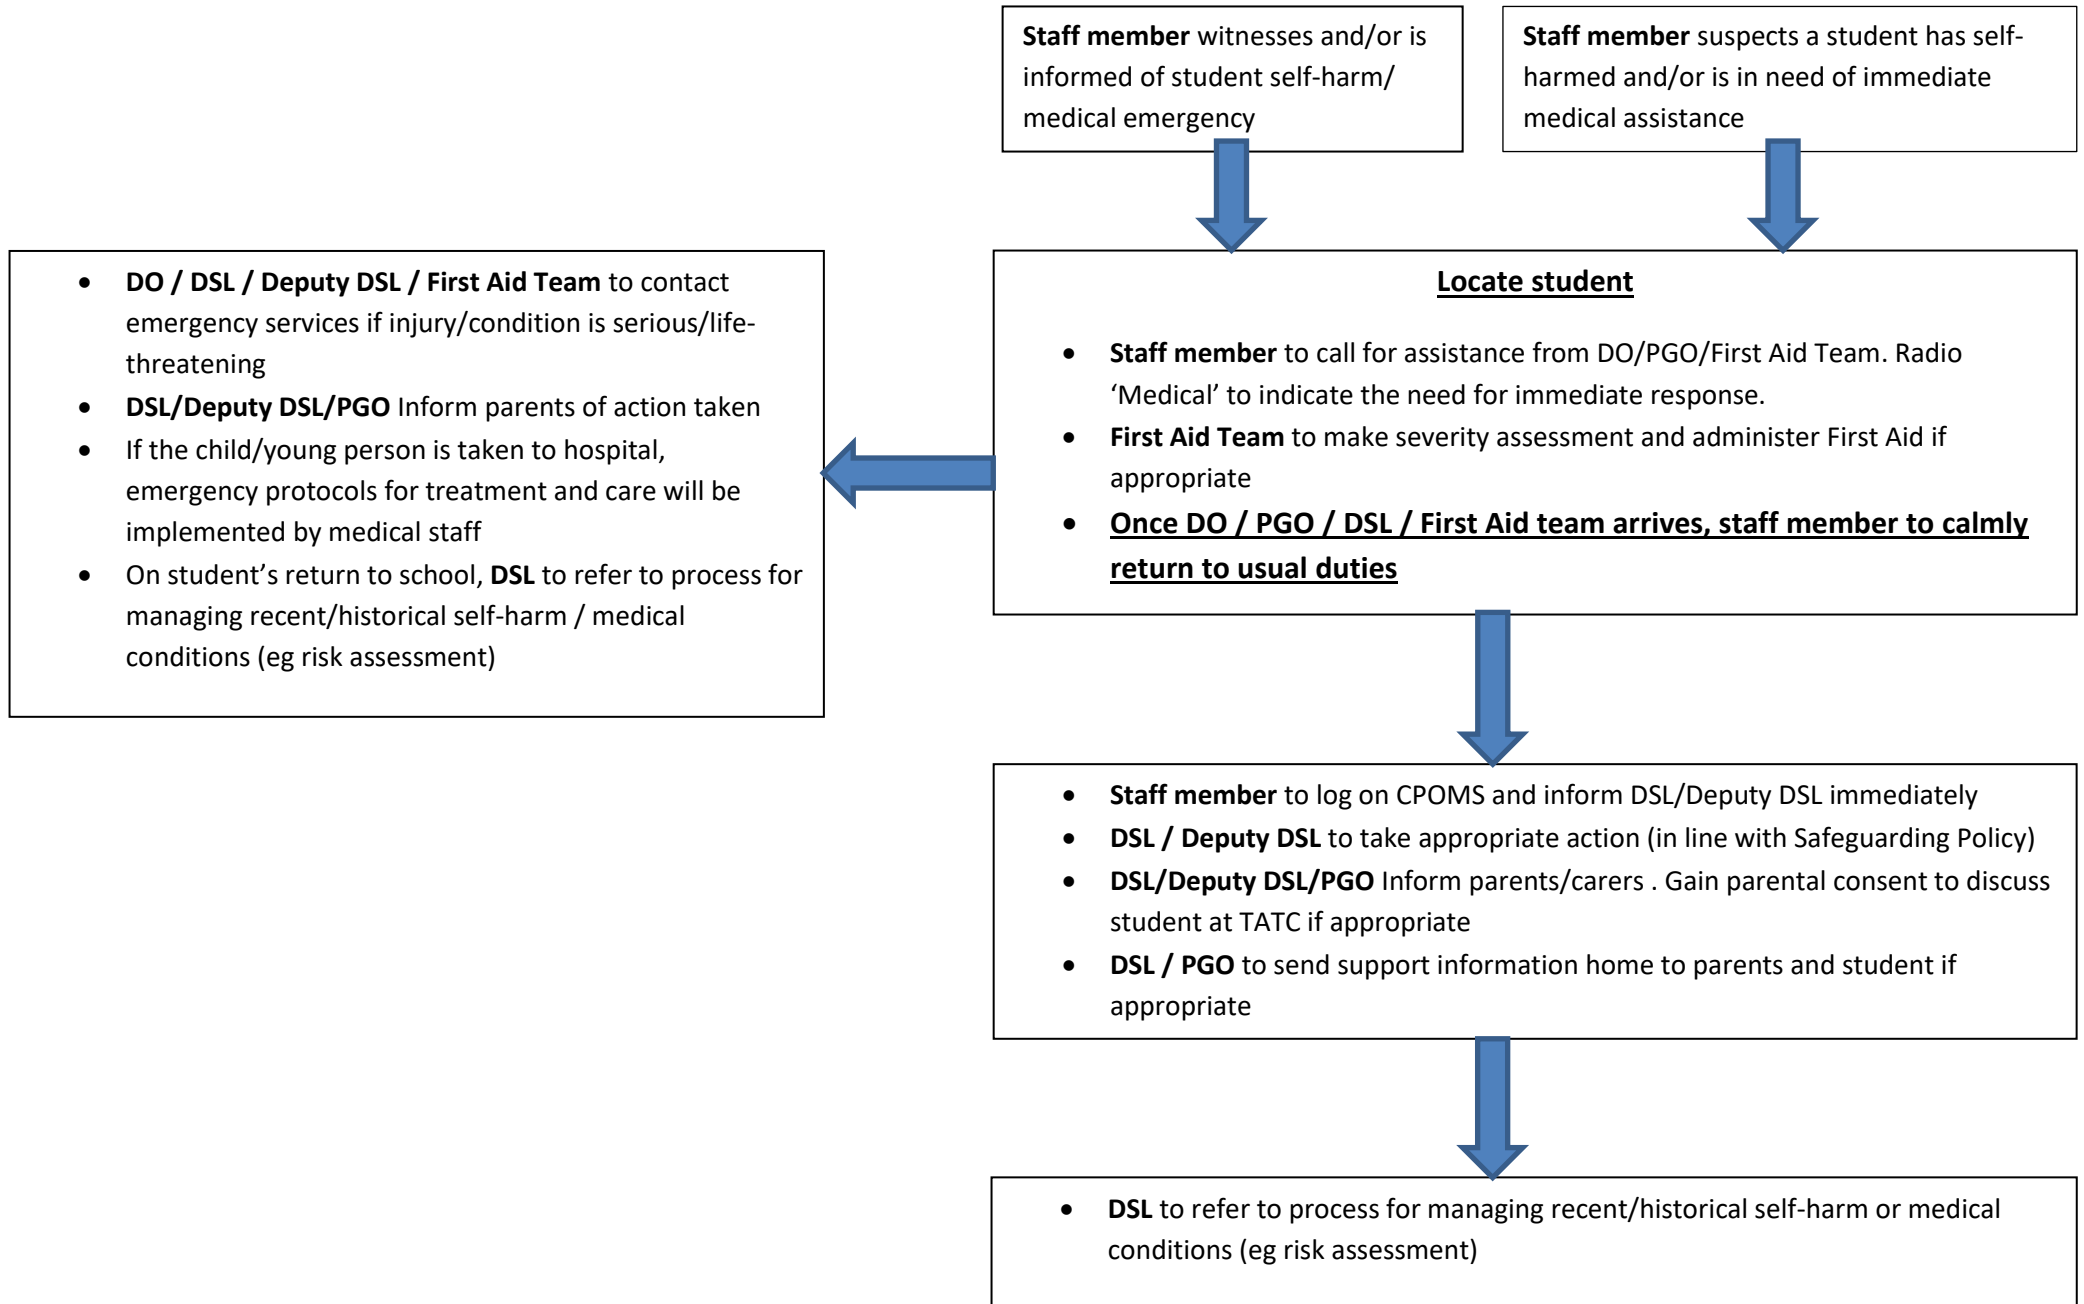 Staff member witnesses and/or is
informed of student self-harm/
medical emergency
Staff member suspects a student has self-
harmed and/or is in need of immediate
medical assistance
Locate student
• Staff member to call for assistance from DO/PGO/First Aid Team. Radio
‘Medical’ to indicate the need for immediate response.
• First Aid Team to make severity assessment and administer First Aid if
appropriate
• Once DO / PGO / DSL / First Aid team arrives, staff member to calmly
return to usual duties
• DO / DSL / Deputy DSL / First Aid Team to contact
emergency services if injury/condition is serious/life-
threatening
• DSL/Deputy DSL/PGO Inform parents of action taken
• If the child/young person is taken to hospital,
emergency protocols for treatment and care will be
implemented by medical staff
• On student’s return to school, DSL to refer to process for
managing recent/historical self-harm / medical
conditions (eg risk assessment)
• Staff member to log on CPOMS and inform DSL/Deputy DSL immediately
• DSL / Deputy DSL to take appropriate action (in line with Safeguarding Policy)
• DSL/Deputy DSL/PGO Inform parents/carers . Gain parental consent to discuss
student at TATC if appropriate
• DSL / PGO to send support information home to parents and student if
appropriate
• DSL to refer to process for managing recent/historical self-harm or medical
conditions (eg risk assessment)